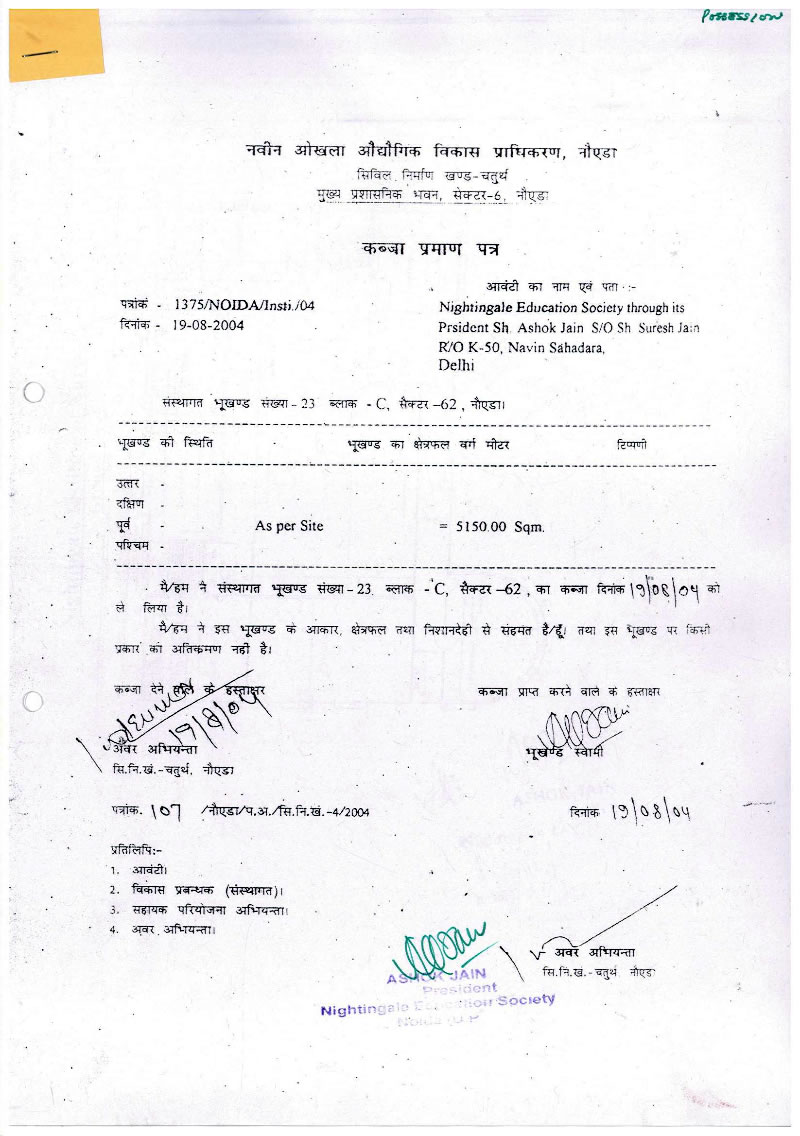 POSSESSION
नवीन ओखला औद्यौगिक विकास प्राधिकरण, नौएडा
सिविल निर्माण खण्ड-चतुर्थ
मुख्य प्रशासनिक भवन, सेक्टर-6, नौएडा
कब्जा प्रमाण पत्र
आवंटी का नाम एवं पता :-
पत्रांक - 1375/NOIDA/Insti./04
दिनांक - 19-08-2004
Nightingale Education Society through its
Prsident Sh. Ashok Jain S/O Sh Suresh Jain
R/O K-50, Navin Sahadara,
Delhi
संस्थागत भूखण्ड संख्या - 23 ब्लाक - C, सैक्टर -62 , नौएडा।
भूखण्ड की स्थिति भूखण्ड का क्षेत्रफल वर्ग मीटर टिप्पणी
उत्तर -
दक्षिण -
पूर्व - As per Site = 5150.00 Sqm.
पश्चिम -
मै/हम ने संस्थागत भूखण्ड संख्या - 23 ब्लाक - C, सैक्टर -62 , का कब्जा दिनांक 19/08/04 को
ले लिया है।
मै/हम ने इस भूखण्ड के आकार, क्षेत्रफल तथा निशानदेही से सहंमत है/हूँ। तथा इस भूखण्ड पर किसी
प्रकार का अतिक्रमण नही है।
कब्जा देने वाले के हस्ताक्षर
19/8/04
अवर अभियन्ता
सि.नि.खं.-चतुर्थ, नौएडा
कब्जा प्राप्त करने वाले के हस्ताक्षर
भूखण्ड स्वामी
पत्रांक. 107 /नौएडा/प.अ./सि.नि.खं.-4/2004 दिनांक 19/08/04
प्रतिलिपि:-
1. आवंटी।
2. विकास प्रबन्धक (संस्थागत)।
3. सहायक परियोजना अभियन्ता।
4. अवर अभियन्ता।
अवर अभियन्ता
सि.नि.खं.-चतुर्थ नौएडा
ASHOK JAIN
President
Nightingale Education Society
Noida (U.P